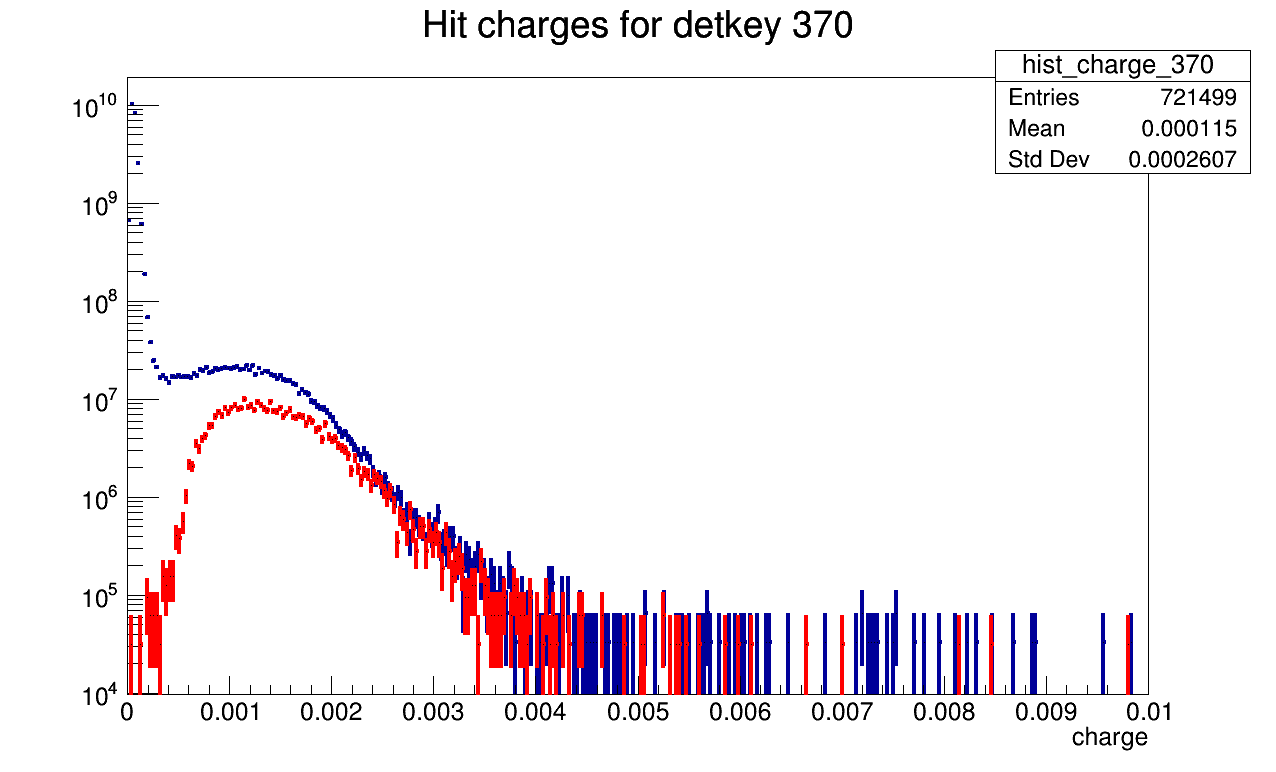 Hit charges for detkey 370
hist_charge_370
Entries 721499
Mean 0.000115
Std Dev 0.0002607
10^10
10^9
10^8
10^7
10^6
10^5
10^4
0 0.001 0.002 0.003 0.004 0.005 0.006 0.007 0.008 0.009 0.01
charge